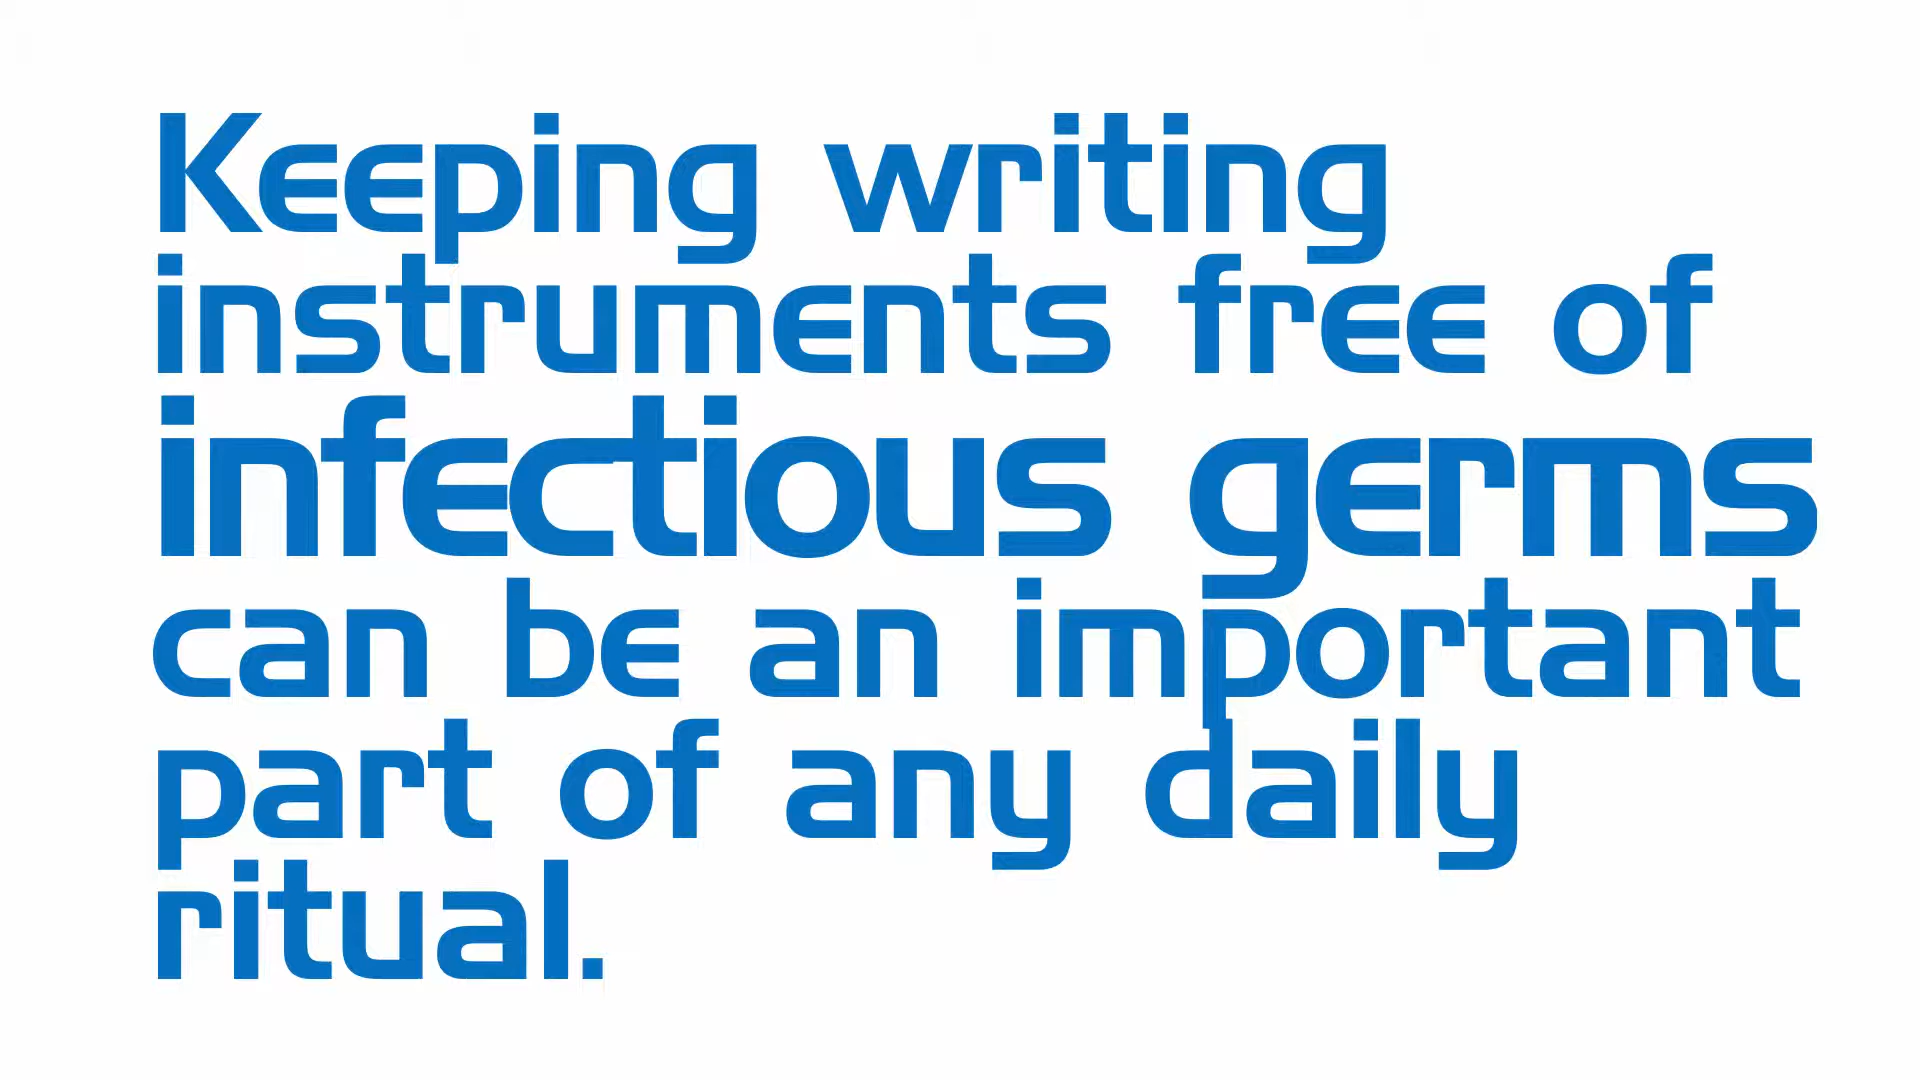 Keeping writing
instruments free of
infectious germs
can be an important
part of any daily
ritual.